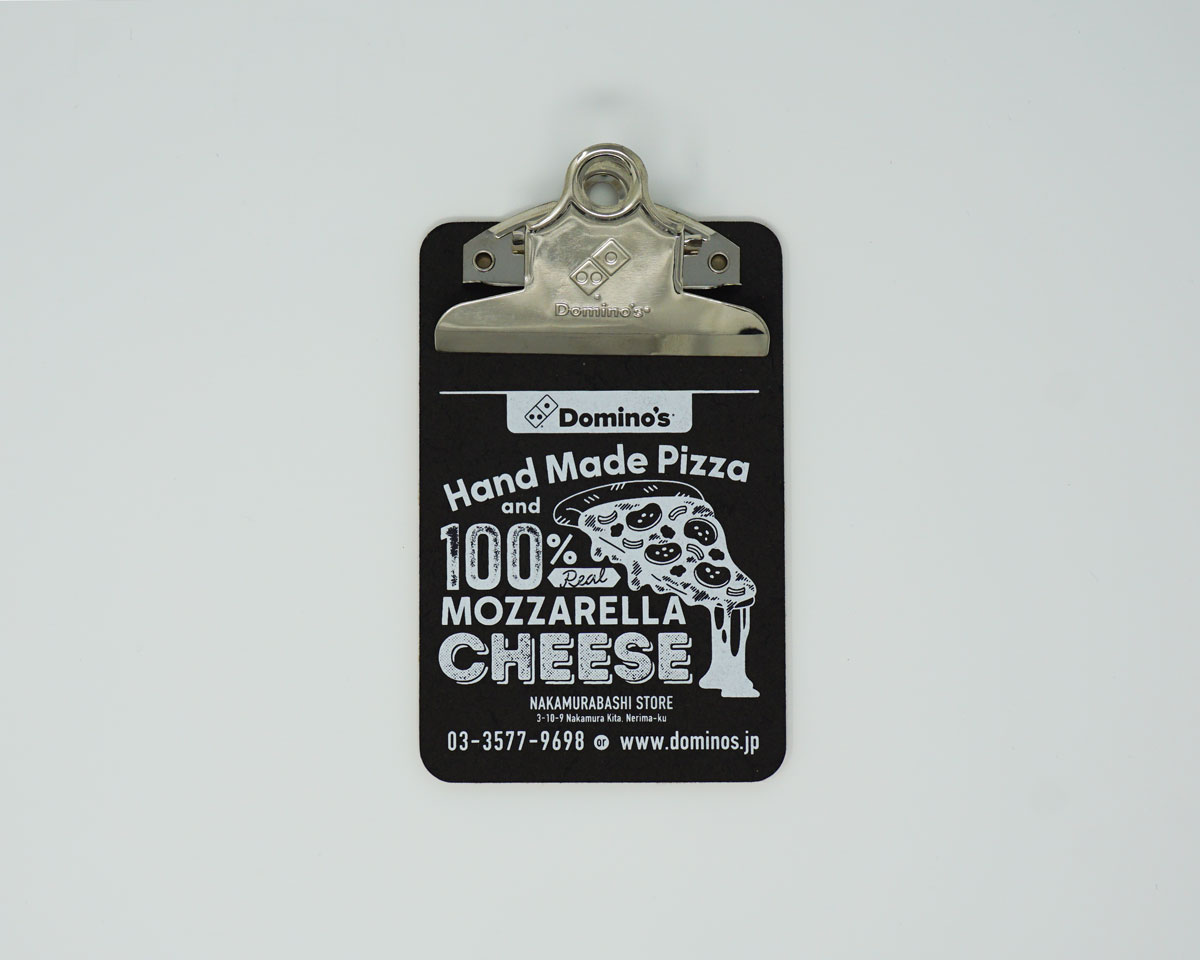 Domino's
Domino's
Hand Made Pizza
and
100%
Real
MOZZARELLA
CHEESE
NAKAMURABASHI STORE
3-10-9 Nakamura Kita. Nerima-ku
03-3577-9698 or www.dominos.jp